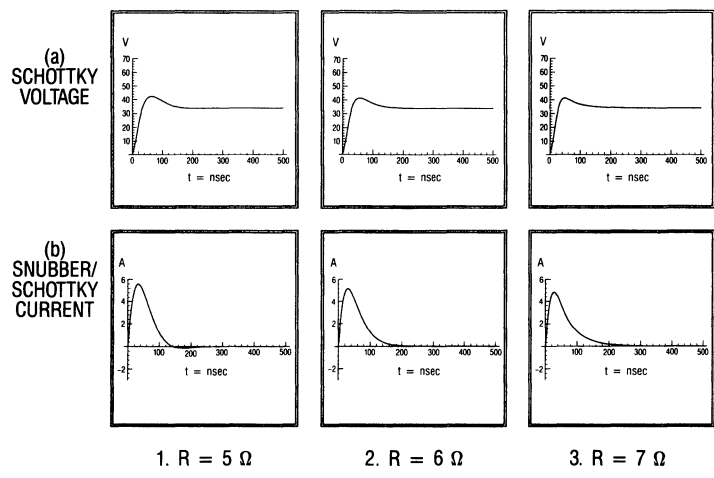 (a)
SCHOTTKY
VOLTAGE
V
70
60
50
40
30
20
10
0 100 200 300 400 500
t = nsec
V
70
60
50
40
30
20
10
0 100 200 300 400 500
t = nsec
V
70
60
50
40
30
20
10
0 100 200 300 400 500
t = nsec
(b)
SNUBBER/
SCHOTTKY
CURRENT
A
6
4
2
-2
100 200 300 400 500
t = nsec
A
6
4
2
-2
100 200 300 400 500
t = nsec
A
6
4
2
-2
100 200 300 400 500
t = nsec
1. R = 5 Ω
2. R = 6 Ω
3. R = 7 Ω